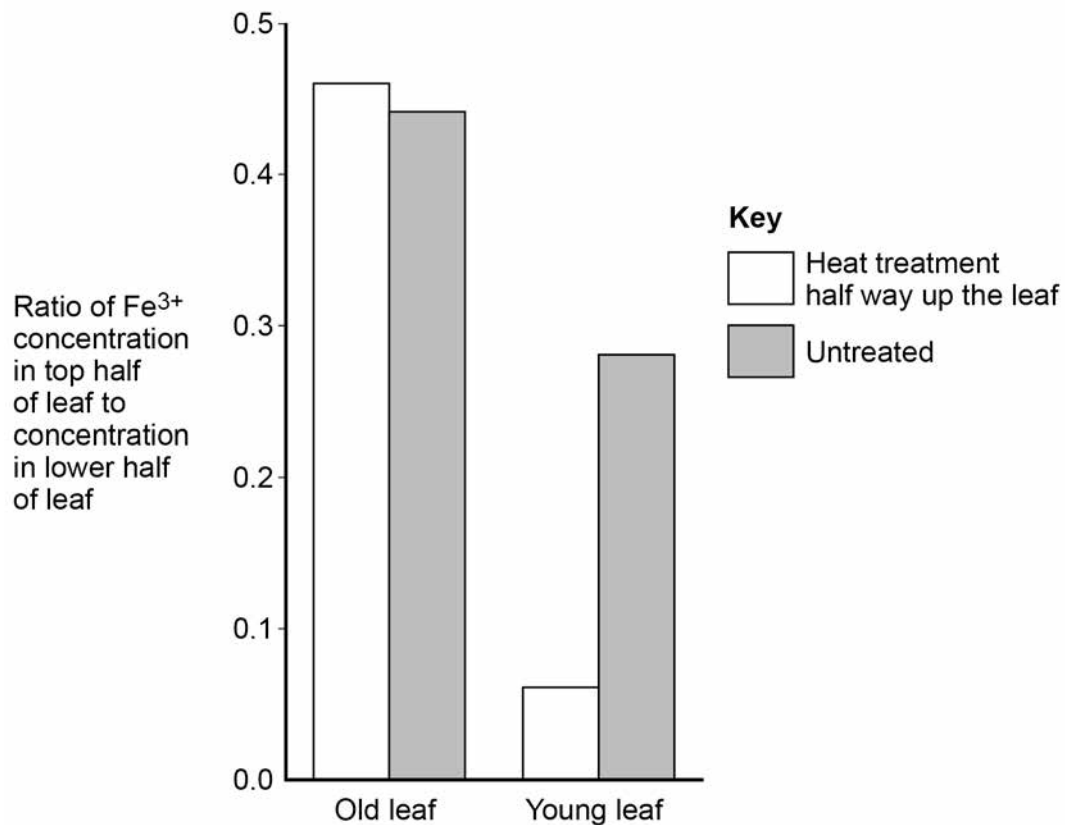 0.5
0.4
0.3
0.2
0.1
0.0
Ratio of Fe³⁺
concentration
in top half
of leaf to
concentration
in lower half
of leaf
Old leaf
Young leaf
Key
Heat treatment
half way up the leaf
Untreated